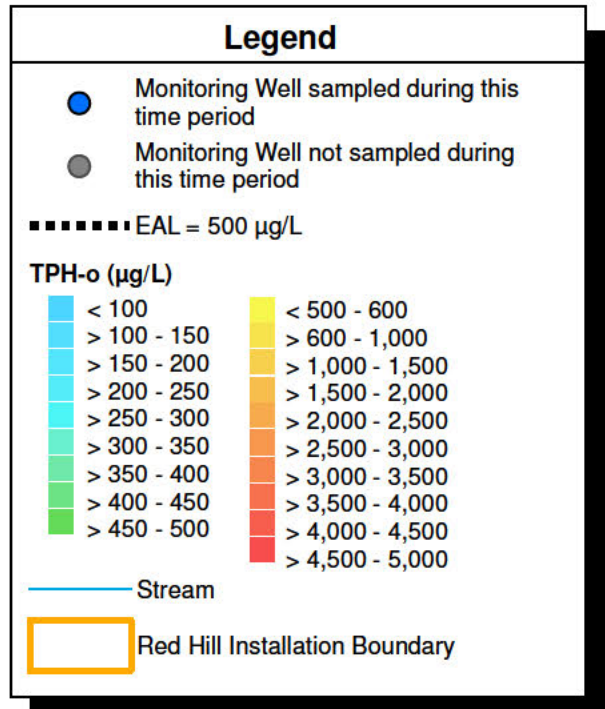 Legend
Monitoring Well sampled during this
time period
Monitoring Well not sampled during
this time period
EAL = 500 µg/L
TPH-o (µg/L)
< 100
> 100 - 150
> 150 - 200
> 200 - 250
> 250 - 300
> 300 - 350
> 350 - 400
> 400 - 450
> 450 - 500
< 500 - 600
> 600 - 1,000
> 1,000 - 1,500
> 1,500 - 2,000
> 2,000 - 2,500
> 2,500 - 3,000
> 3,000 - 3,500
> 3,500 - 4,000
> 4,000 - 4,500
> 4,500 - 5,000
Stream
Red Hill Installation Boundary